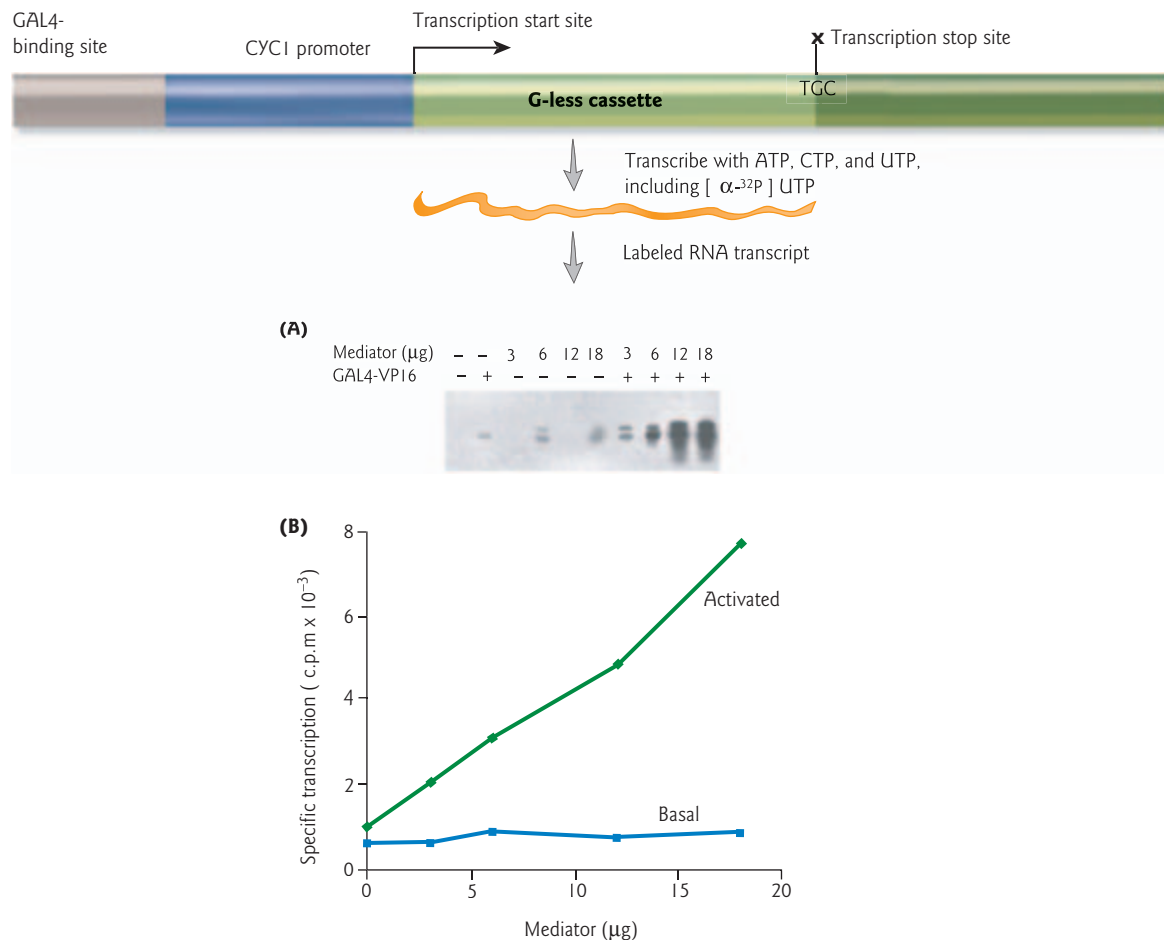 GAL4-
binding site
CYC1 promoter
Transcription start site
x Transcription stop site
TGC
G-less cassette
Transcribe with ATP, CTP, and UTP,
including [ α-³²P ] UTP
Labeled RNA transcript
(A)
Mediator (μg) – – 3 6 12 18 3 6 12 18
GAL4-VP16 – + – – – – + + + +
(B)
8
6
4
2
0
Specific transcription ( c.p.m x 10⁻³)
Activated
Basal
0 5 10 15 20
Mediator (μg)